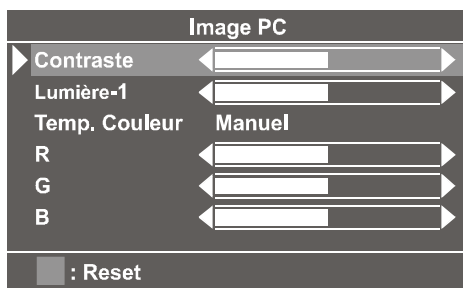 Image PC
Contraste
Lumière-1
Temp. Couleur Manuel
R
G
B
: Reset